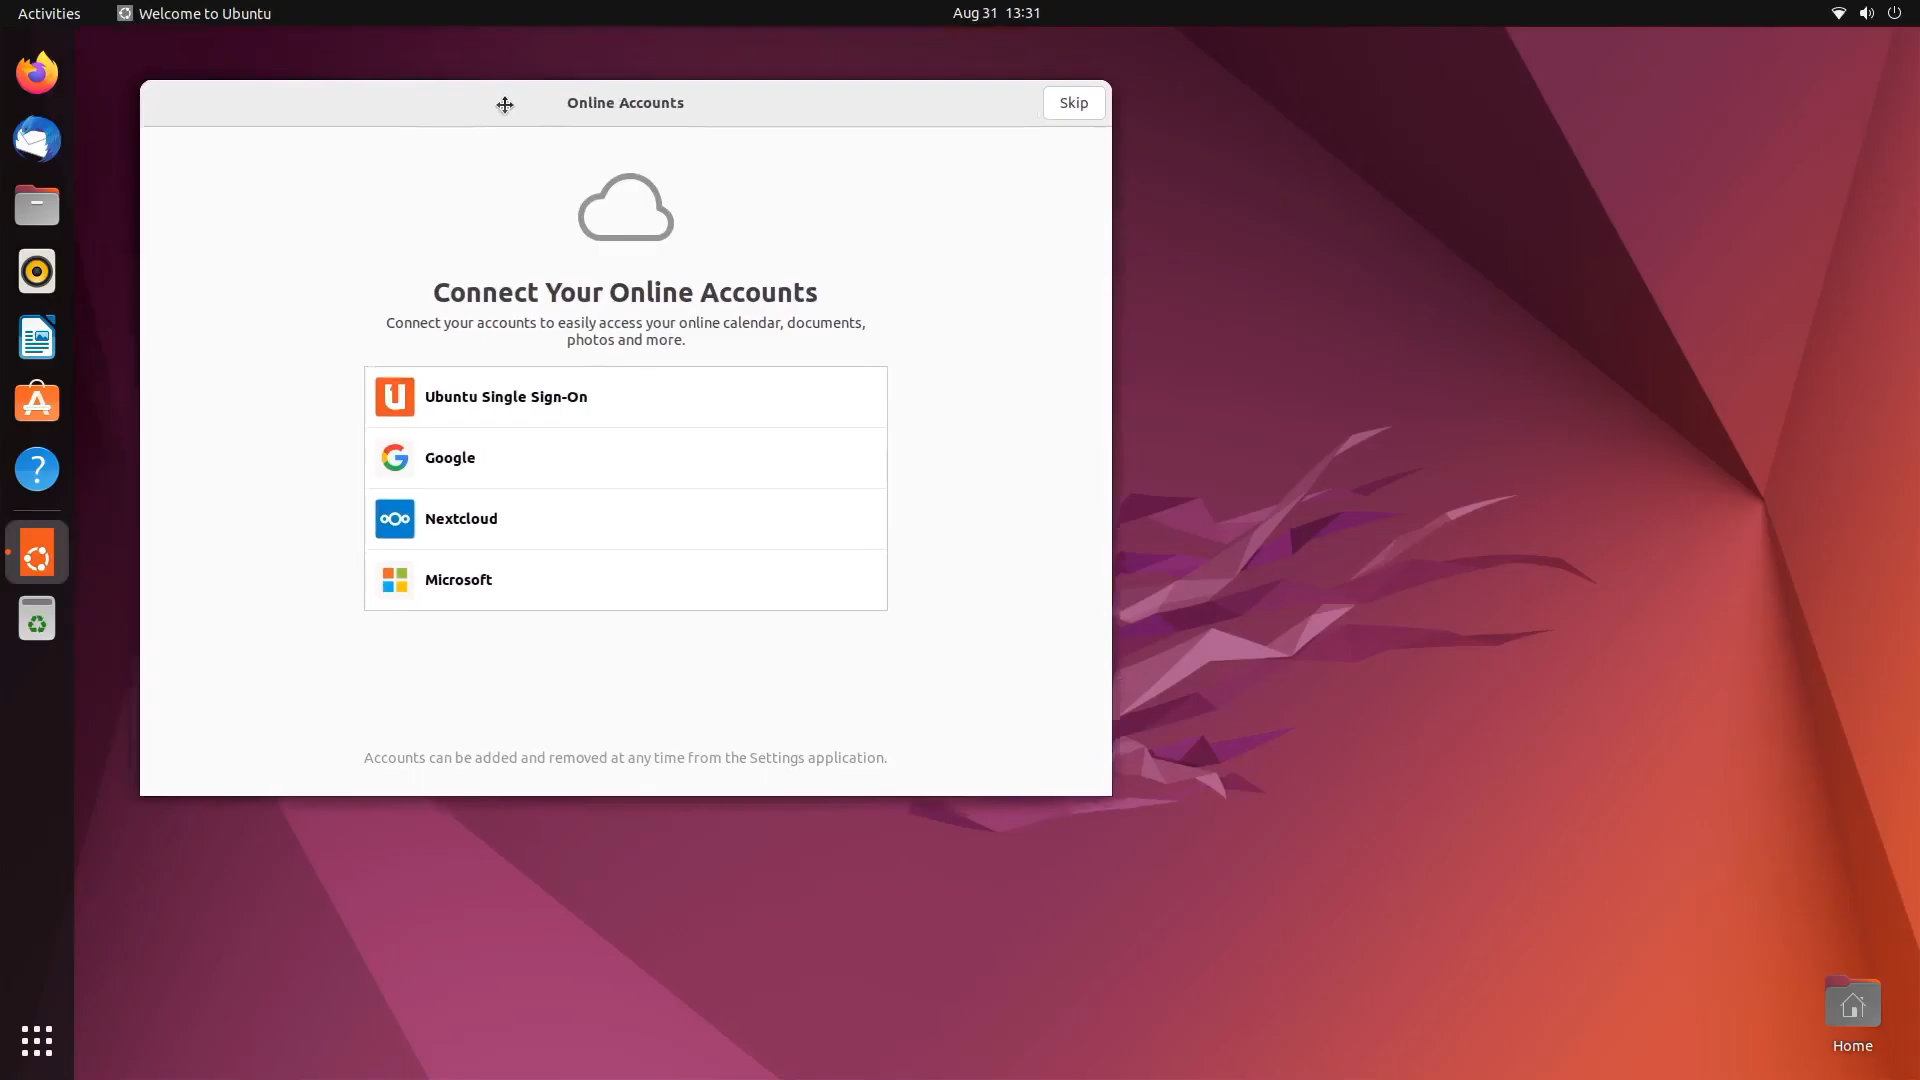 Activities
Welcome to Ubuntu
Aug 31 13:31
Online Accounts
Skip
Connect Your Online Accounts
Connect your accounts to easily access your online calendar, documents,
photos and more.
Ubuntu Single Sign-On
Google
Nextcloud
Microsoft
Accounts can be added and removed at any time from the Settings application.
Home